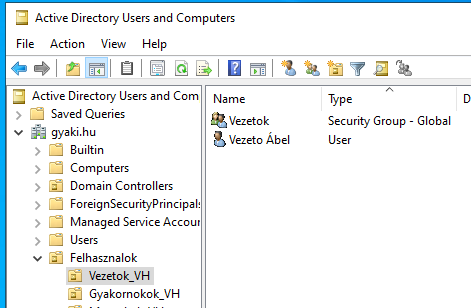 Active Directory Users and Computers
File Action View Help
Active Directory Users and Com
Saved Queries
gyaki.hu
Builtin
Computers
Domain Controllers
ForeignSecurityPrincipals
Managed Service Accour
Users
Felhasznalok
Vezetok_VH
Gyakornokok_VH
Name Type D
Vezetok Security Group - Global
Vezeto Ábel User